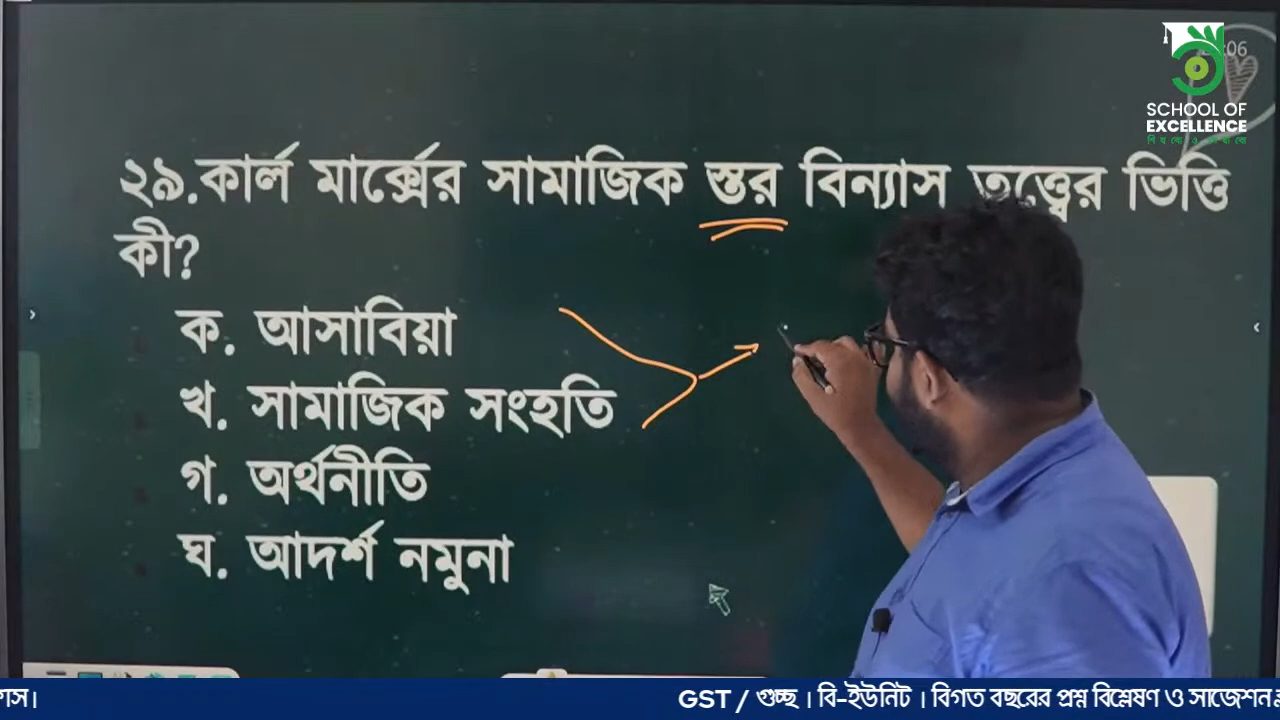 :06
SCHOOL OF
EXCELLENCE
২৯.কার্ল মার্ক্সের সামাজিক স্তর বিন্যাস তত্ত্বের ভিত্তি
কী?
ক. আসাবিয়া
খ. সামাজিক সংহতি
গ. অর্থনীতি
ঘ. আদর্শ নমুনা
GST / গুচ্ছ । বি-ইউনিট । বিগত বছরের প্রশ্ন বিশ্লেষণ ও সাজেশন